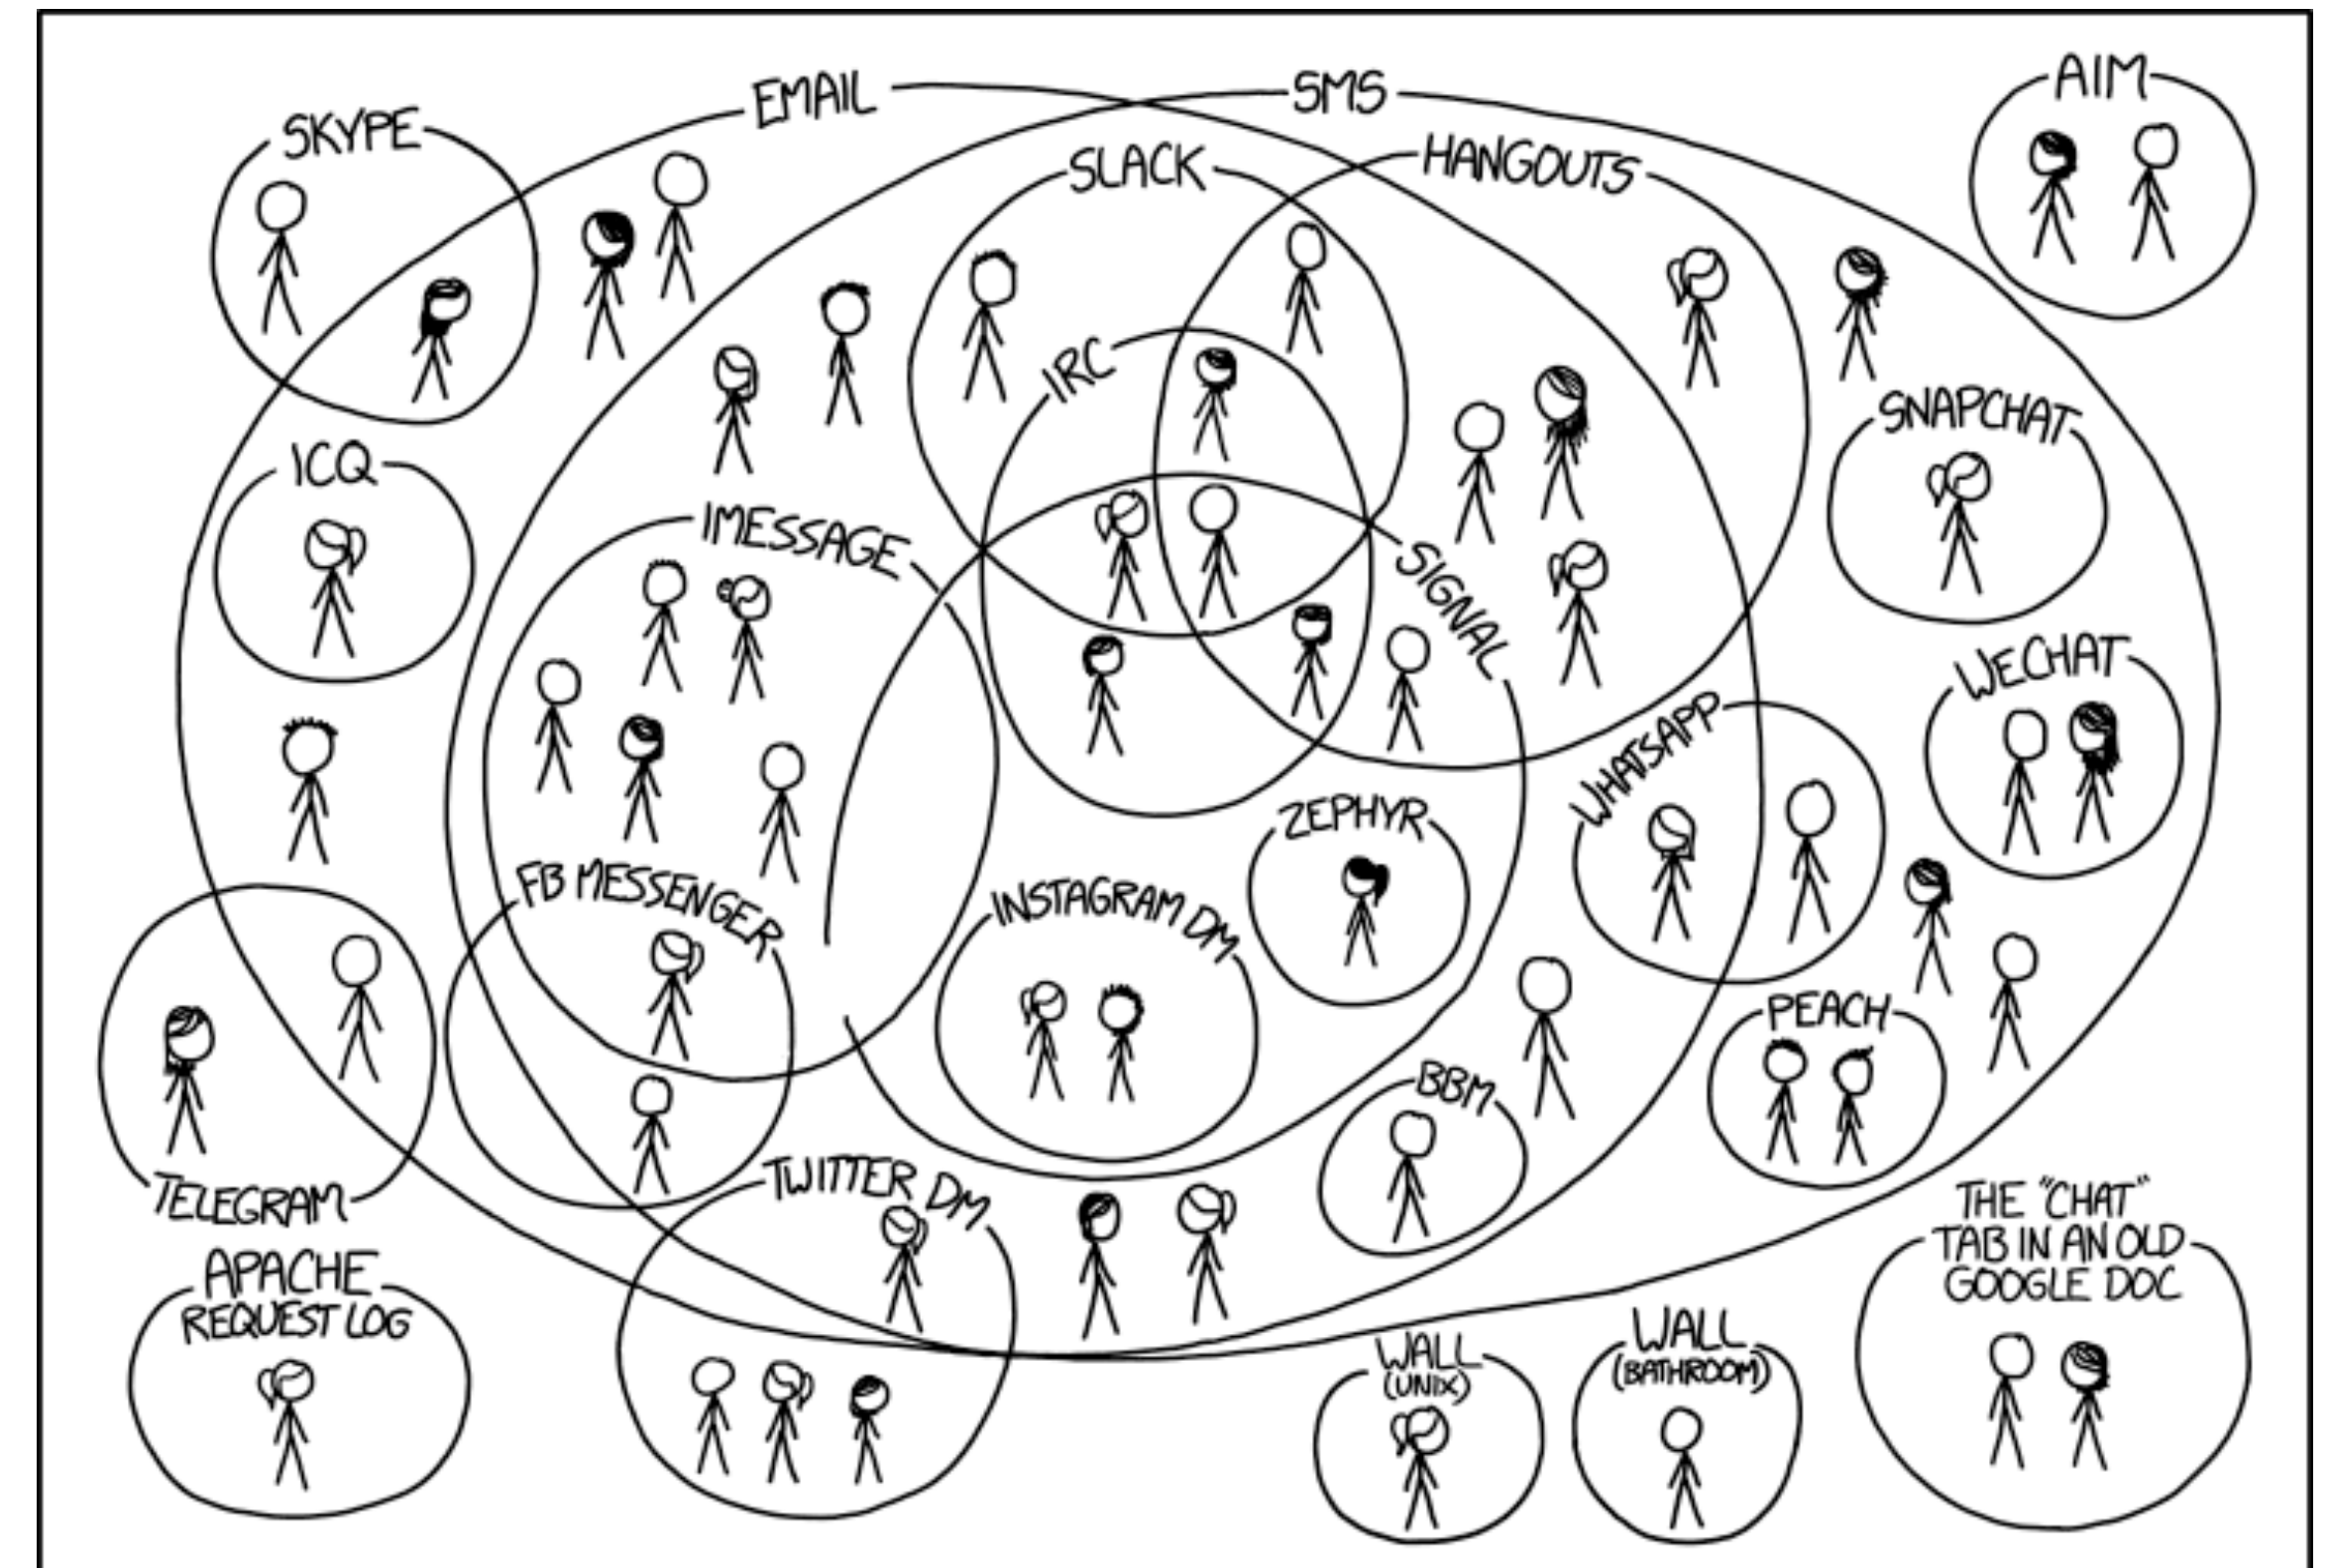 EMAIL
SMS
AIM
SKYPE
SLACK
HANGOUTS
IRC
SNAPCHAT
ICQ
IMESSAGE
SIGNAL
WECHAT
WHATSAPP
ZEPHYR
FB MESSENGER
INSTAGRAM DM
PEACH
BBM
TELEGRAM
TWITTER DM
THE "CHAT"
TAB IN AN OLD
GOOGLE DOC
APACHE
REQUEST LOG
WALL
(UNIX)
WALL
(BATHROOM)